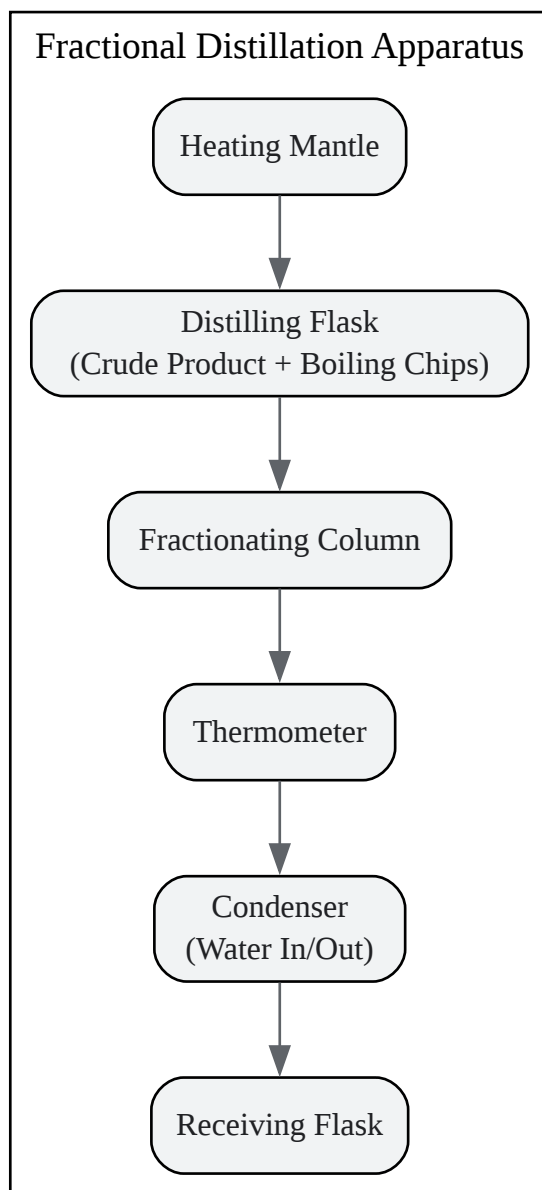 Fractional Distillation Apparatus
Heating Mantle
Distilling Flask
(Crude Product + Boiling Chips)
Fractionating Column
Thermometer
Condenser
(Water In/Out)
Receiving Flask